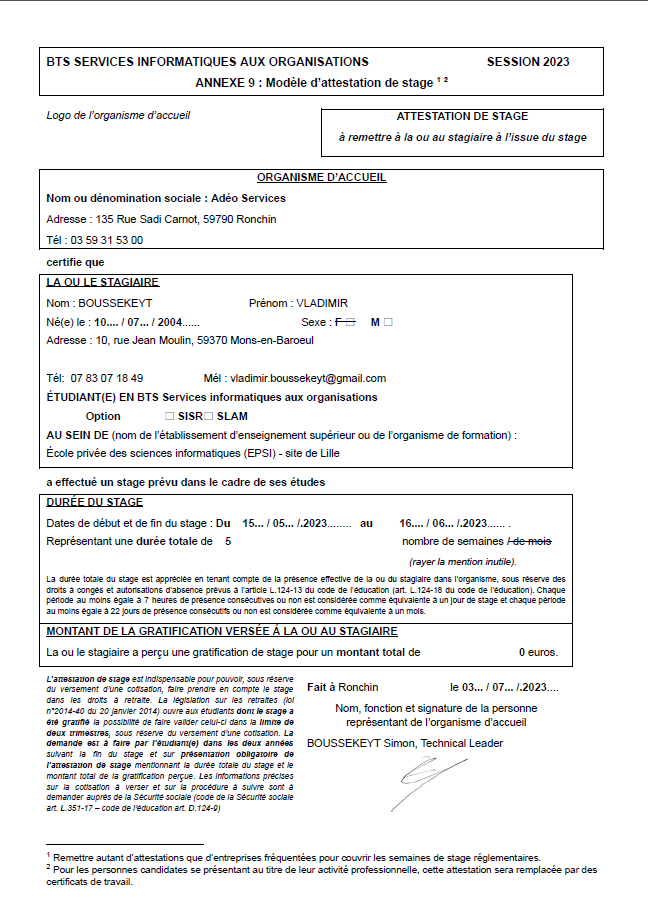 BTS SERVICES INFORMATIQUES AUX ORGANISATIONS SESSION 2023
ANNEXE 9 : Modèle d'attestation de stage 1 2
Logo de l'organisme d'accueil
ATTESTATION DE STAGE
à remettre à la ou au stagiaire à l'issue du stage
ORGANISME D'ACCUEIL
Nom ou dénomination sociale : Adéo Services
Adresse : 135 Rue Sadi Carnot, 59790 Ronchin
Tél : 03 59 31 53 00
certifie que
LA OU LE STAGIAIRE
Nom : BOUSSEKEYT Prénom : VLADIMIR
Né(e) le : 10.... / 07... / 2004...... Sexe : F ☐ M ☐
Adresse : 10, rue Jean Moulin, 59370 Mons-en-Baroeul
Tél: 07 83 07 18 49 Mél : vladimir.boussekeyt@gmail.com
ÉTUDIANT(E) EN BTS Services informatiques aux organisations
Option ☐ SISR☐ SLAM
AU SEIN DE (nom de l'établissement d'enseignement supérieur ou de l'organisme de formation) :
École privée des sciences informatiques (EPSI) - site de Lille
a effectué un stage prévu dans le cadre de ses études
DURÉE DU STAGE
Dates de début et de fin du stage : Du 15... / 05... /.2023........ au 16.... / 06... /.2023...... .
Représentant une durée totale de 5 nombre de semaines / de mois
(rayer la mention inutile).
La durée totale du stage est appréciée en tenant compte de la présence effective de la ou du stagiaire dans l'organisme, sous réserve des
droits à congés et autorisations d'absence prévus à l'article L.124-13 du code de l'éducation (art. L.124-18 du code de l'éducation). Chaque
période au moins égale à 7 heures de présence consécutives ou non est considérée comme équivalente à un jour de stage et chaque période
au moins égale à 22 jours de présence consécutifs ou non est considérée comme équivalente à un mois.
MONTANT DE LA GRATIFICATION VERSÉE À LA OU AU STAGIAIRE
La ou le stagiaire a perçu une gratification de stage pour un montant total de 0 euros.
L'attestation de stage est indispensable pour pouvoir, sous réserve
du versement d'une cotisation, faire prendre en compte le stage
dans les droits à retraite. La législation sur les retraites (loi
n°2014-40 du 20 janvier 2014) ouvre aux étudiants dont le stage a
été gratifié la possibilité de faire valider celui-ci dans la limite de
deux trimestres, sous réserve du versement d'une cotisation. La
demande est à faire par l'étudiant(e) dans les deux années
suivant la fin du stage et sur présentation obligatoire de
l'attestation de stage mentionnant la durée totale du stage et le
montant total de la gratification perçue. Les informations précises
sur la cotisation à verser et sur la procédure à suivre sont à
demander auprès de la Sécurité sociale (code de la Sécurité sociale
art. L.351-17 – code de l'éducation art. D.124-9)
Fait à Ronchin le 03... / 07... /.2023....
Nom, fonction et signature de la personne
représentant de l'organisme d'accueil
BOUSSEKEYT Simon, Technical Leader
1 Remettre autant d'attestations que d'entreprises fréquentées pour couvrir les semaines de stage réglementaires.
2 Pour les personnes candidates se présentant au titre de leur activité professionnelle, cette attestation sera remplacée par des
certificats de travail.